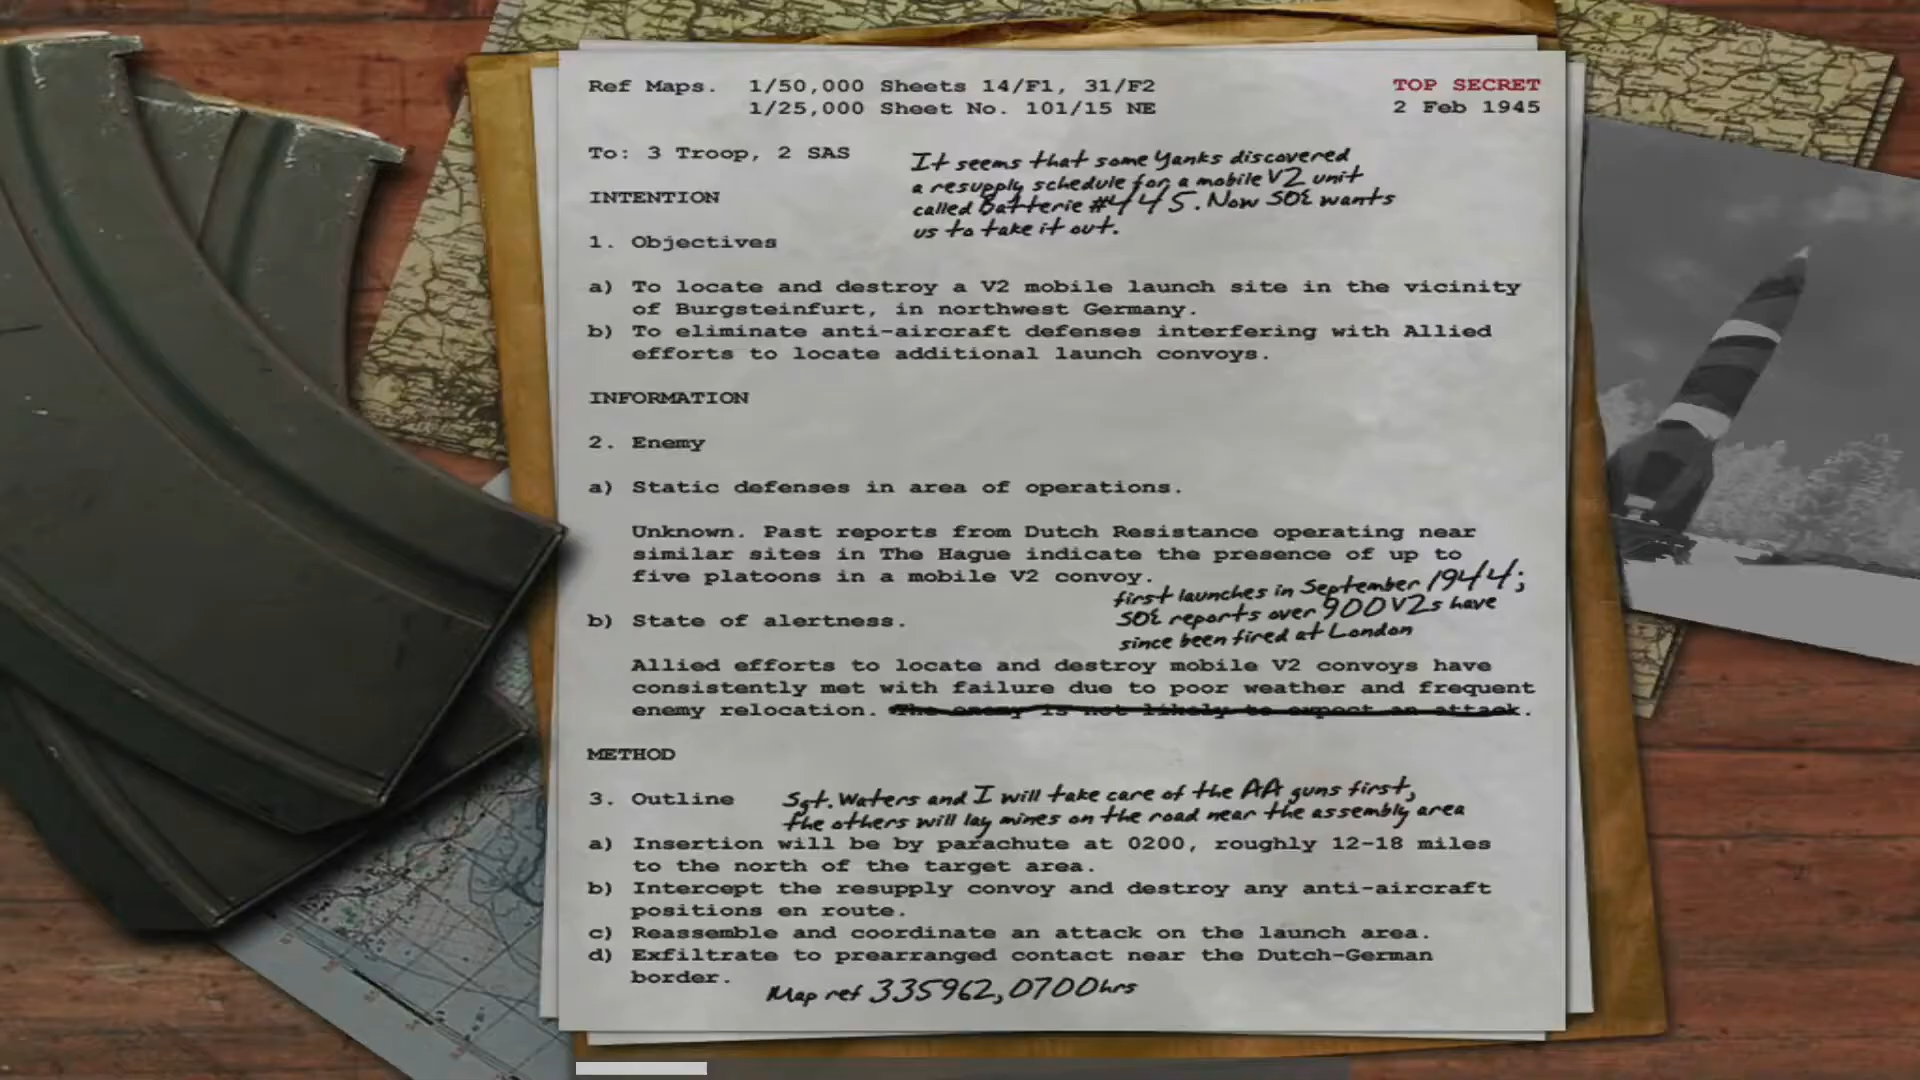 Ref Maps. 1/50,000 Sheets 14/F1, 31/F2
TOP SECRET
1/25,000 Sheet No. 101/15 NE
2 Feb 1945
To: 3 Troop, 2 SAS
It seems that some Yanks discovered
a resupply schedule for a mobile V2 unit
called Batterie #445. Now SOE wants
us to take it out.
INTENTION
1. Objectives
a) To locate and destroy a V2 mobile launch site in the vicinity
of Burgsteinfurt, in northwest Germany.
b) To eliminate anti-aircraft defenses interfering with Allied
efforts to locate additional launch convoys.
INFORMATION
2. Enemy
a) Static defenses in area of operations.
Unknown. Past reports from Dutch Resistance operating near
similar sites in The Hague indicate the presence of up to
five platoons in a mobile V2 convoy.
first launches in September 1944;
SOE reports over 900 V2s have
since been fired at London
b) State of alertness.
Allied efforts to locate and destroy mobile V2 convoys have
consistently met with failure due to poor weather and frequent
enemy relocation. The enemy is not likely to expect an attack.
METHOD
3. Outline
Sgt. Waters and I will take care of the AA guns first,
the others will lay mines on the road near the assembly area
a) Insertion will be by parachute at 0200, roughly 12-18 miles
to the north of the target area.
b) Intercept the resupply convoy and destroy any anti-aircraft
positions en route.
c) Reassemble and coordinate an attack on the launch area.
d) Exfiltrate to prearranged contact near the Dutch-German
border.
Map ref 335962, 0700hrs